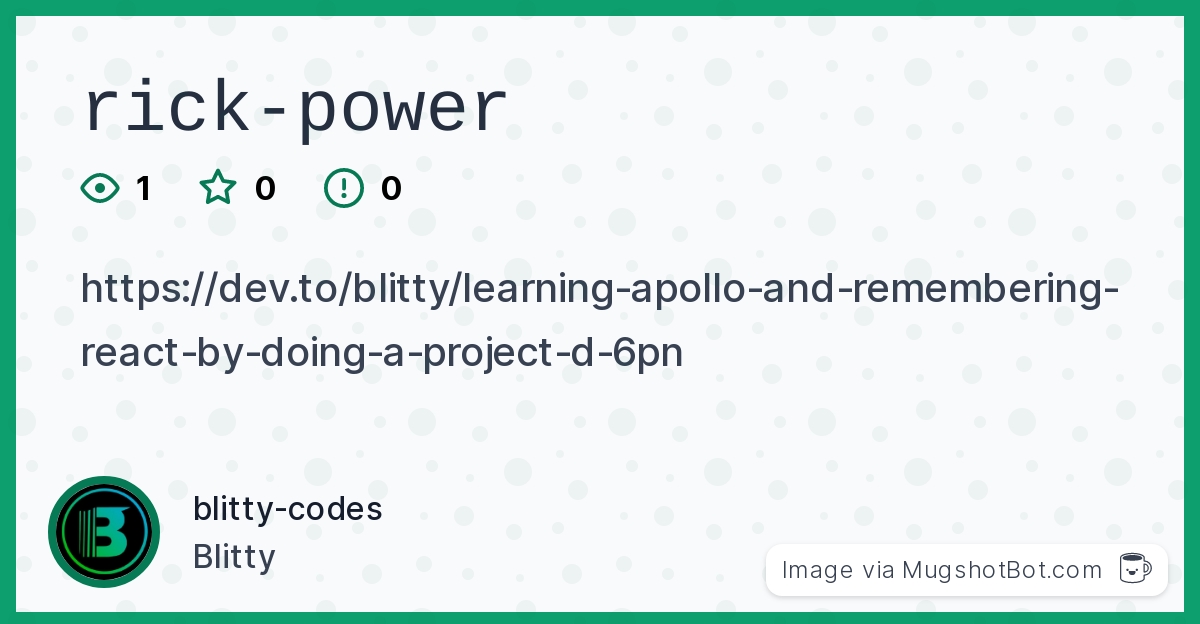 rick-power
1 0 0
https://dev.to/blitty/learning-apollo-and-remembering-
react-by-doing-a-project-d-6pn
B
blitty-codes
Blitty
Image via MugshotBot.com